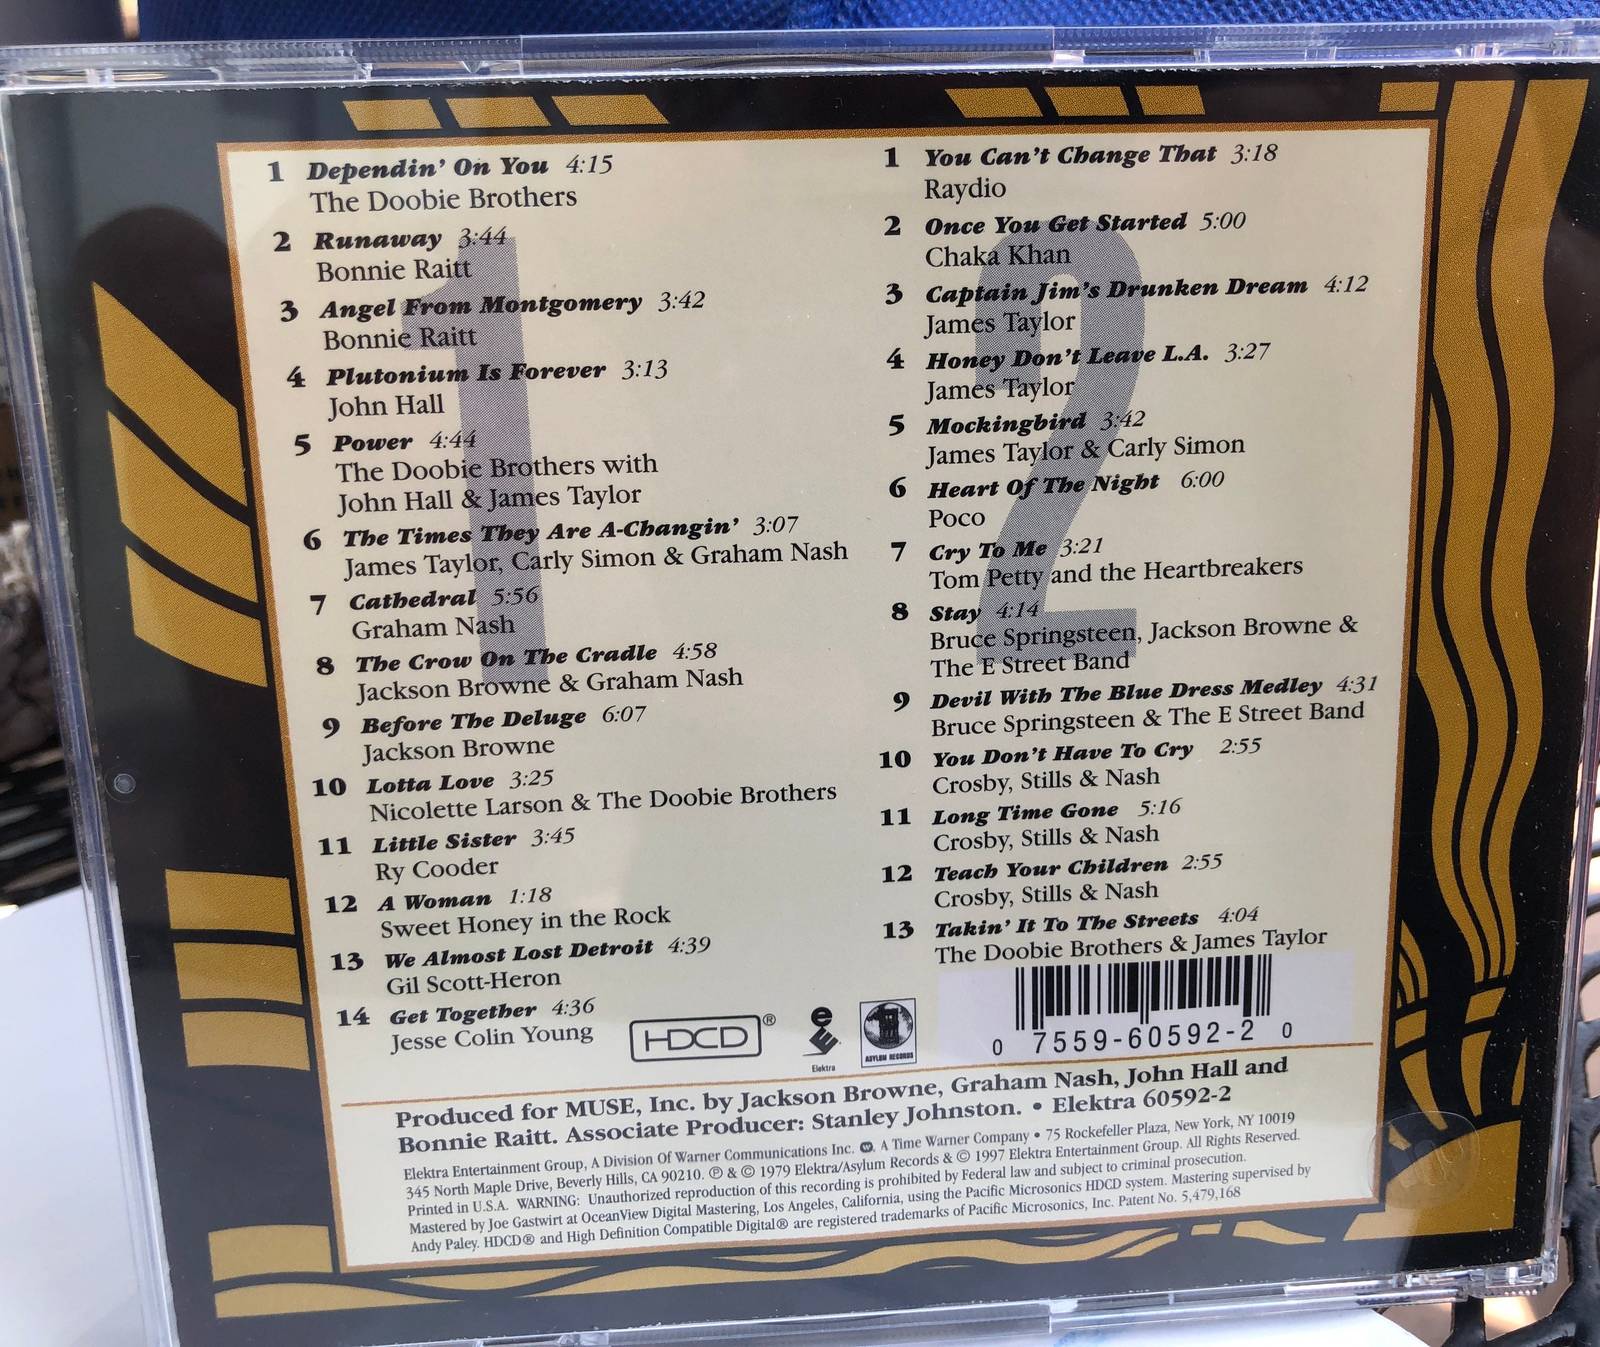 1 Dependin' On You 4:15
The Doobie Brothers
2 Runaway 3:44
Bonnie Raitt
3 Angel From Montgomery 3:42
Bonnie Raitt
4 Plutonium Is Forever 3:13
John Hall
5 Power 4:44
The Doobie Brothers with
John Hall & James Taylor
6 The Times They Are A-Changin' 3:07
James Taylor, Carly Simon & Graham Nash
7 Cathedral 5:56
Graham Nash
8 The Crow On The Cradle 4:58
Jackson Browne & Graham Nash
9 Before The Deluge 6:07
Jackson Browne
10 Lotta Love 3:25
Nicolette Larson & The Doobie Brothers
11 Little Sister 3:45
Ry Cooder
12 A Woman 1:18
Sweet Honey in the Rock
13 We Almost Lost Detroit 4:39
Gil Scott-Heron
14 Get Together 4:36
Jesse Colin Young
1
1 You Can't Change That 3:18
Raydio
2 Once You Get Started 5:00
Chaka Khan
3 Captain Jim's Drunken Dream 4:12
James Taylor
4 Honey Don't Leave L.A. 3:27
James Taylor
5 Mockingbird 3:42
James Taylor & Carly Simon
6 Heart Of The Night 6:00
Poco
7 Cry To Me 3:21
Tom Petty and the Heartbreakers
8 Stay 4:14
Bruce Springsteen, Jackson Browne &
The E Street Band
9 Devil With The Blue Dress Medley 4:31
Bruce Springsteen & The E Street Band
10 You Don't Have To Cry 2:55
Crosby, Stills & Nash
11 Long Time Gone 5:16
Crosby, Stills & Nash
12 Teach Your Children 2:55
Crosby, Stills & Nash
13 Takin' It To The Streets 4:04
The Doobie Brothers & James Taylor
2
HDCD®
Elektra
ASYLUM RECORDS
0 7559-60592-2 0
Produced for MUSE, Inc. by Jackson Browne, Graham Nash, John Hall and
Bonnie Raitt. Associate Producer: Stanley Johnston. • Elektra 60592-2
Elektra Entertainment Group, A Division Of Warner Communications Inc. A Time Warner Company • 75 Rockefeller Plaza, New York, NY 10019
345 North Maple Drive, Beverly Hills, CA 90210. ℗ & © 1979 Elektra/Asylum Records & © 1997 Elektra Entertainment Group. All Rights Reserved.
Printed in U.S.A. WARNING: Unauthorized reproduction of this recording is prohibited by Federal law and subject to criminal prosecution.
Mastered by Joe Gastwirt at OceanView Digital Mastering, Los Angeles, California, using the Pacific Microsonics HDCD system. Mastering supervised by
Andy Paley. HDCD® and High Definition Compatible Digital® are registered trademarks of Pacific Microsonics, Inc. Patent No. 5,479,168